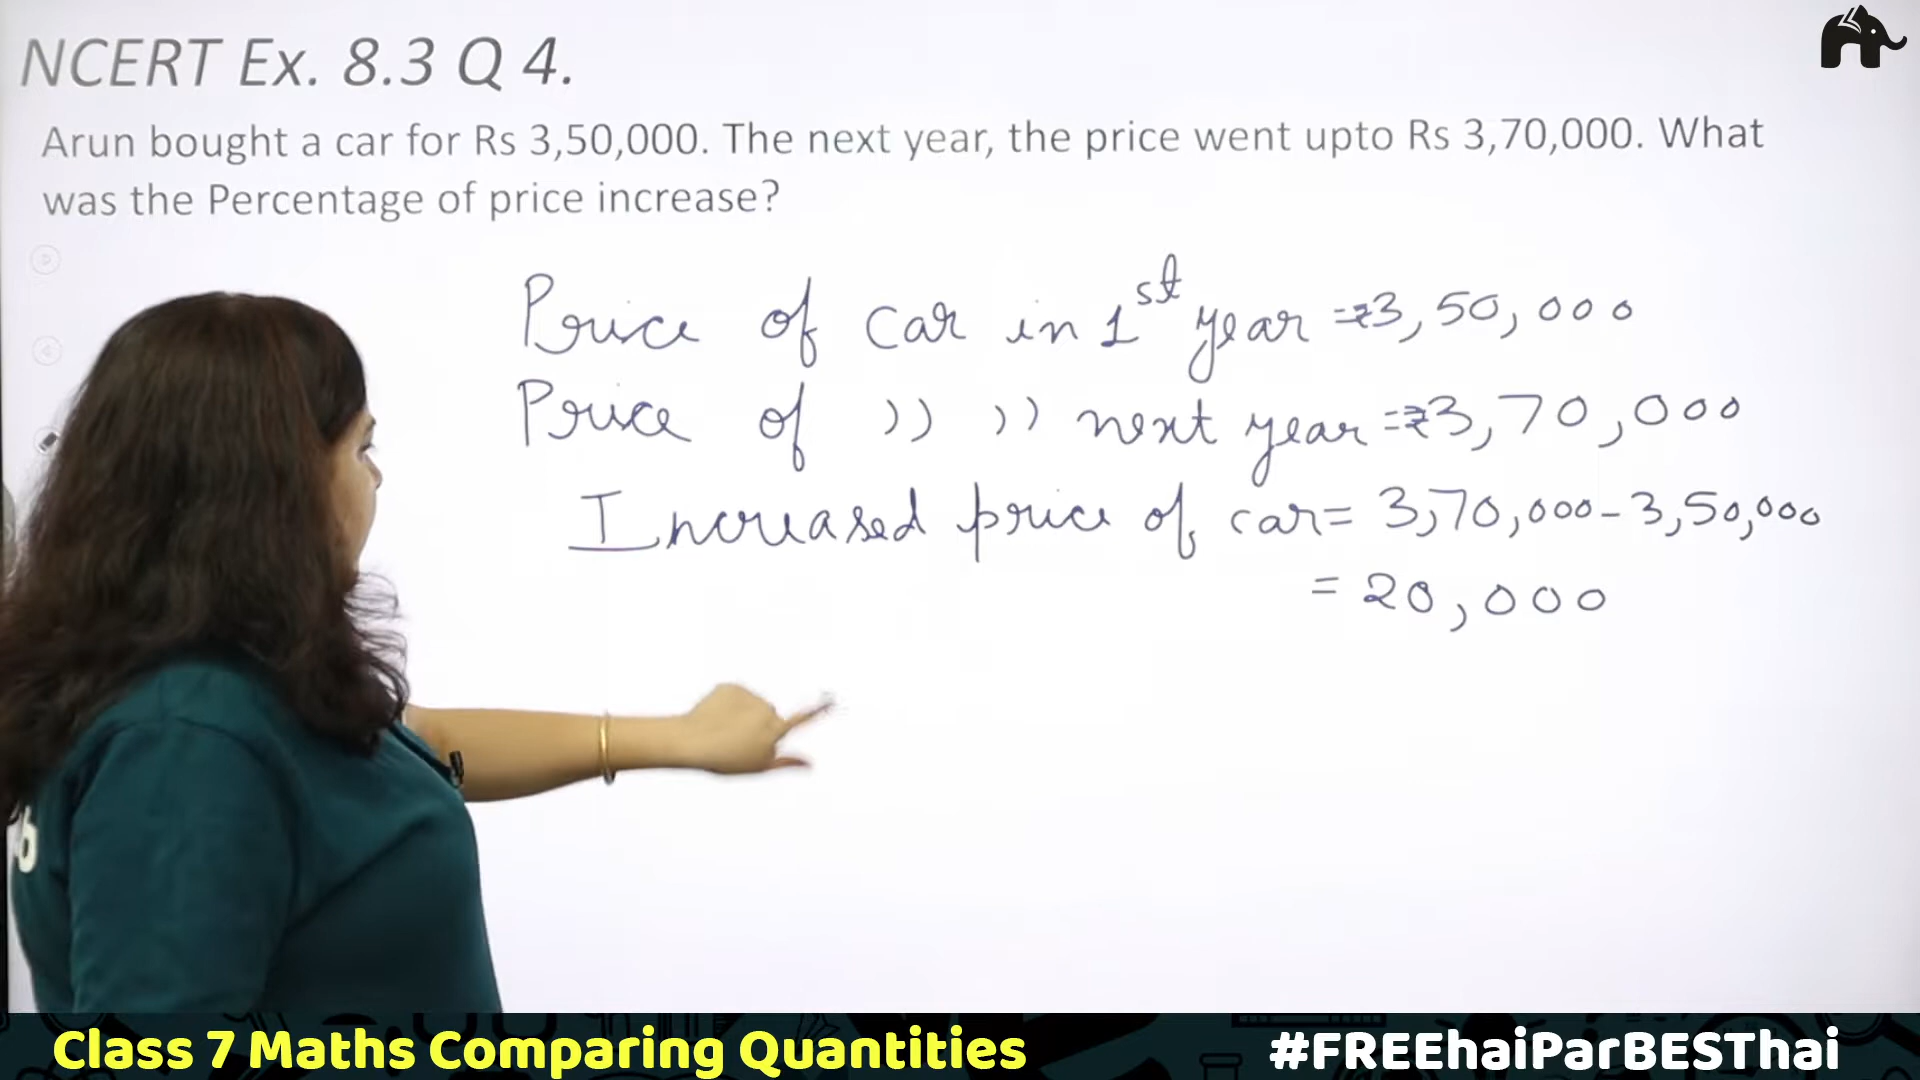 NCERT Ex. 8.3 Q 4.
Arun bought a car for Rs 3,50,000. The next year, the price went upto Rs 3,70,000. What
was the Percentage of price increase?
Price of car in 1st year = ₹3,50,000
Price of )) )) next year = ₹3,70,000
Increased price of car = 3,70,000 - 3,50,000
= 20,000
Class 7 Maths Comparing Quantities
#FREEhaiParBESThai